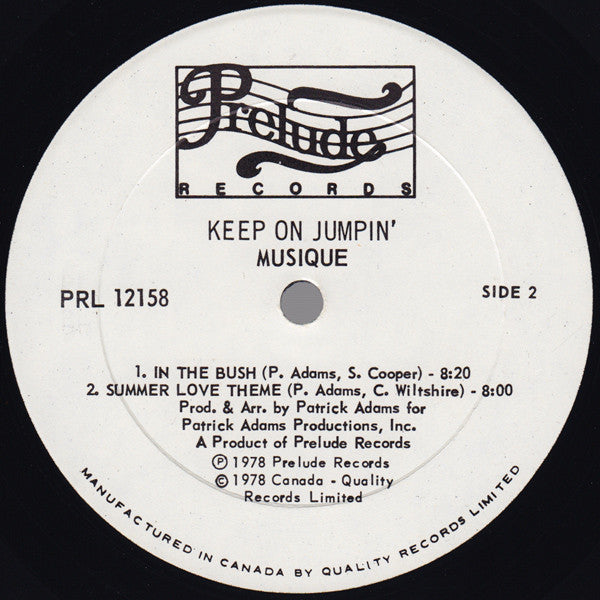 Prelude
RECORDS
KEEP ON JUMPIN'
MUSIQUE
PRL 12158
SIDE 2
1. IN THE BUSH (P. Adams, S. Cooper) - 8:20
2. SUMMER LOVE THEME (P. Adams, C. Wiltshire) - 8:00
Prod. & Arr. by Patrick Adams for
Patrick Adams Productions, Inc.
A Product of Prelude Records
Ⓟ 1978 Prelude Records
© 1978 Canada - Quality
Records Limited
MANUFACTURED IN CANADA BY QUALITY RECORDS LIMITED